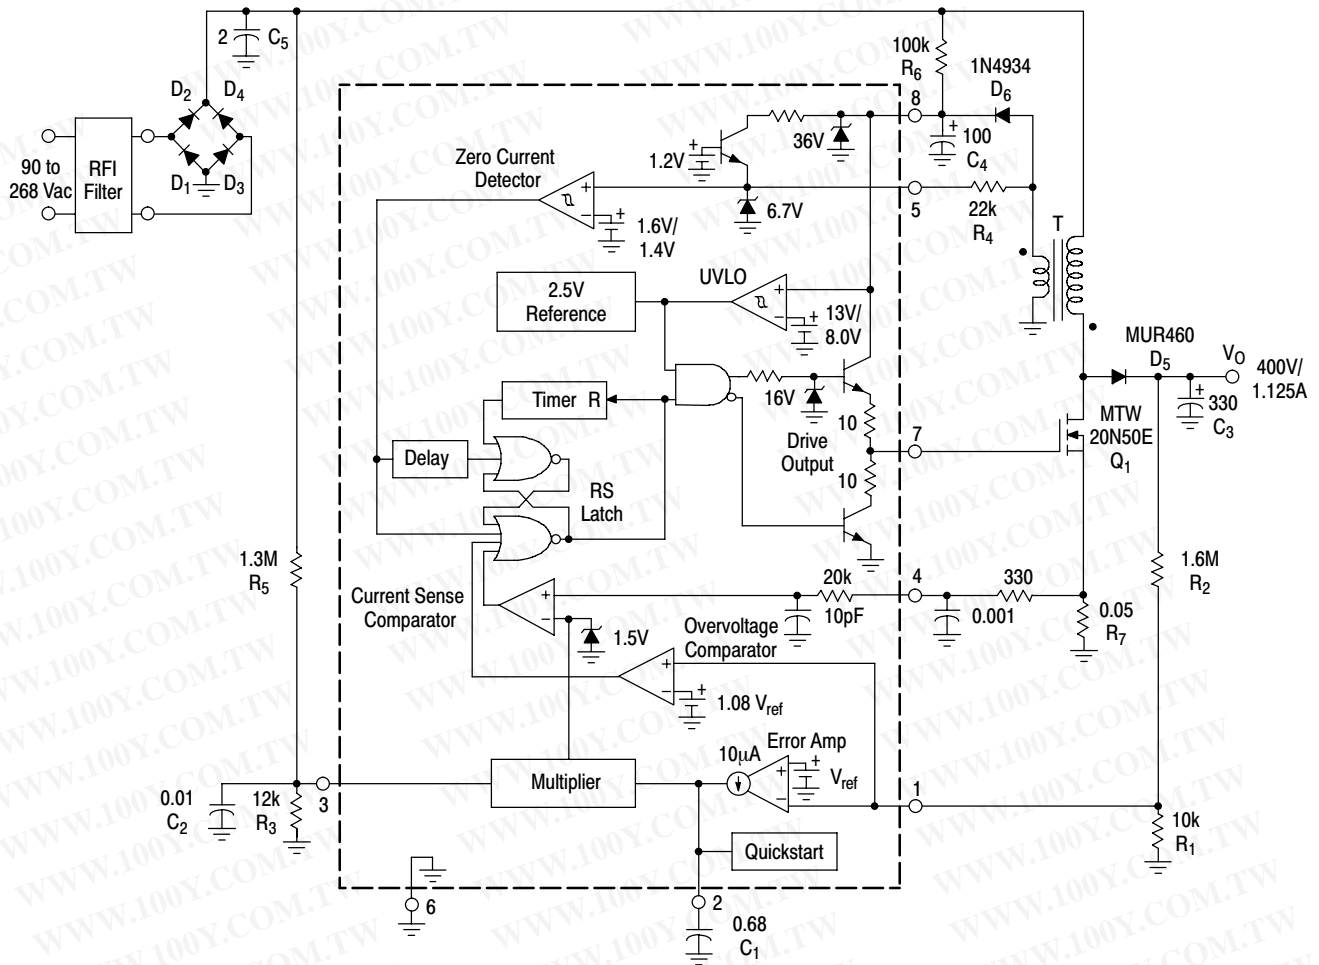 2
C5
D2
D4
D1
D3
90 to
268 Vac
RFI
Filter
100k
R6
1N4934
D6
8
100
C4
36V
1.2V
Zero Current
Detector
6.7V
5
22k
R4
1.6V/
1.4V
T
2.5V
Reference
UVLO
13V/
8.0V
MUR460
D5
VO
400V/
1.125A
330
C3
Timer R
16V
10
Drive
Output
10
7
MTW
20N50E
Q1
Delay
RS
Latch
1.3M
R5
Current Sense
Comparator
1.5V
20k
10pF
4
330
0.001
0.05
R7
1.6M
R2
Overvoltage
Comparator
1.08 Vref
Error Amp
10μA
Vref
Multiplier
3
0.01
C2
12k
R3
1
10k
R1
Quickstart
6
2
0.68
C1
WWW.100Y.COM.TW